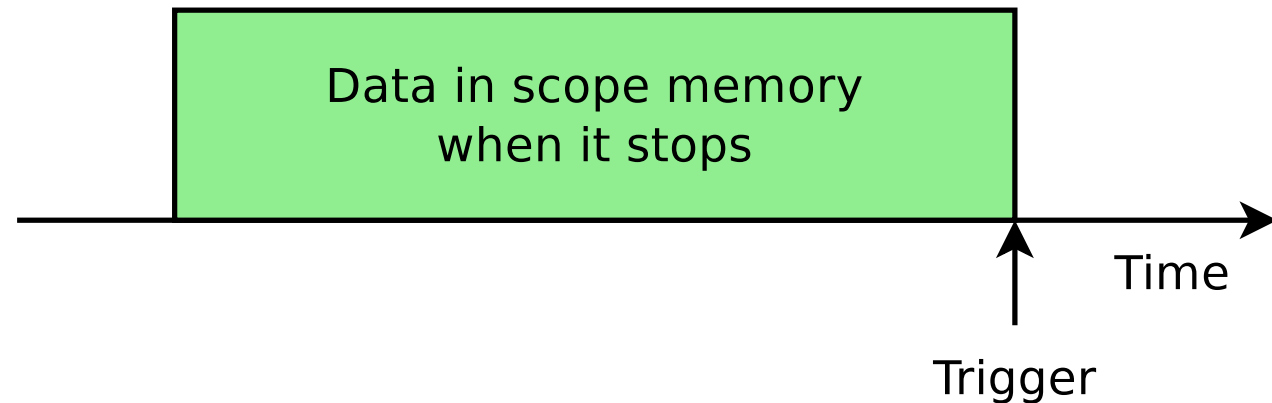 Data in scope memory
when it stops
Time
Trigger